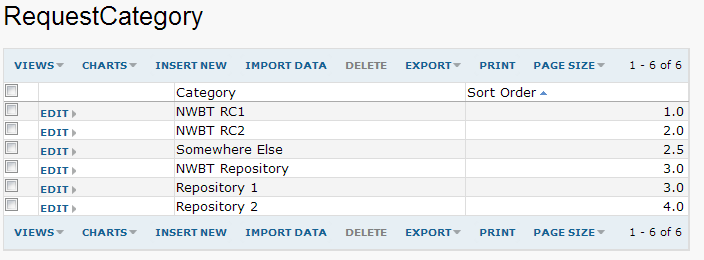 RequestCategory
VIEWS CHARTS INSERT NEW IMPORT DATA DELETE EXPORT PRINT PAGE SIZE 1 - 6 of 6
Category Sort Order
EDIT NWBT RC1 1.0
EDIT NWBT RC2 2.0
EDIT Somewhere Else 2.5
EDIT NWBT Repository 3.0
EDIT Repository 1 3.0
EDIT Repository 2 4.0
VIEWS CHARTS INSERT NEW IMPORT DATA DELETE EXPORT PRINT PAGE SIZE 1 - 6 of 6